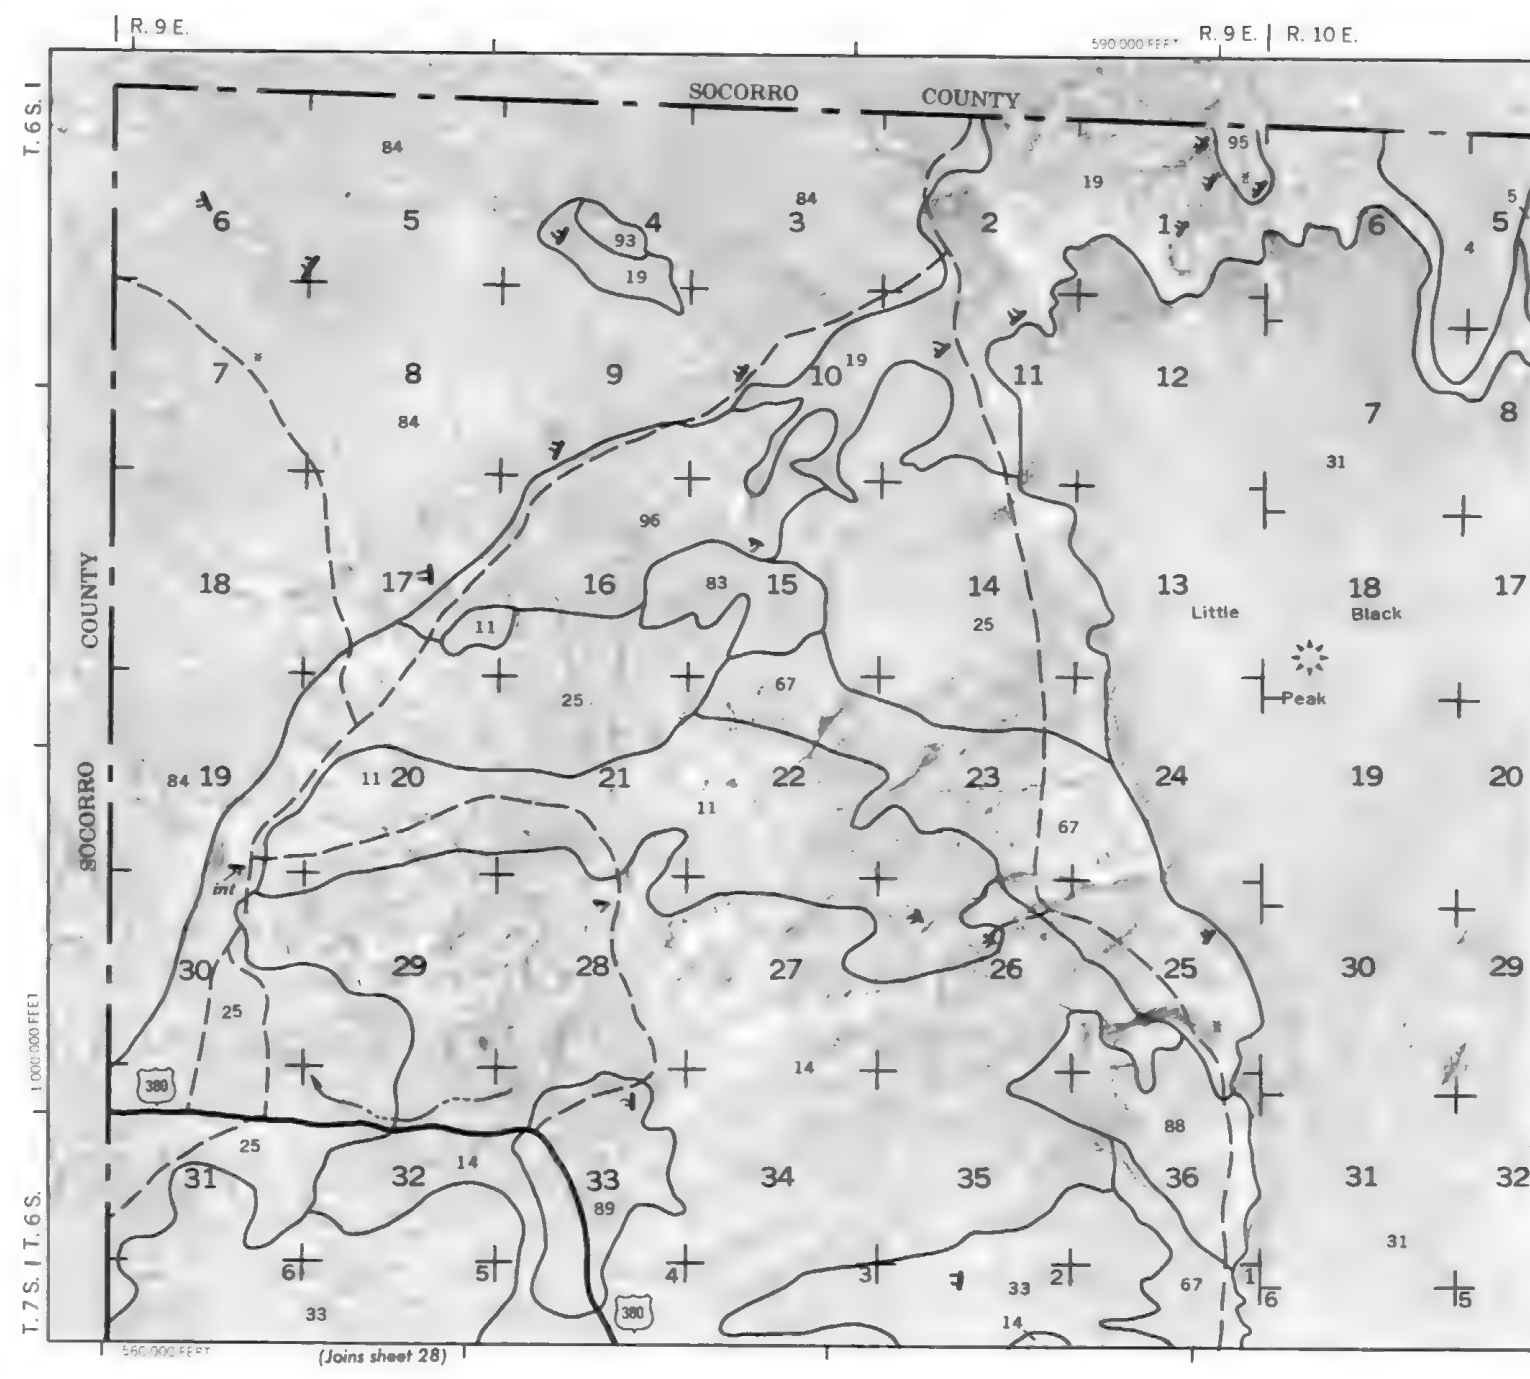 R. 9 E.
590 000 FEET R. 9 E. R. 10 E.
T. 6 S.
SOCORRO COUNTY
84 95
19 5
84
6 5 4 3 2 1 6 5
93 4
19
7 8 9 10 19 11 12 7 8
84
31
96
COUNTY
18 17 16 83 15 14 13 18 17
11 25 Little Black
25 67 Peak
SOCORRO
84 19 11 20 21 22 23 24 19 20
11
67
int
30 29 28 27 26 25 30 29
25
1 000 000 FEET
14
380
88
25 14
31 32 33 34 35 36 31 32
89
T. 7 S. T. 6 S.
31
6 5 4 3 2 1
6 5
33 33 67
380 14
560 000 FEET
(Joins sheet 28)